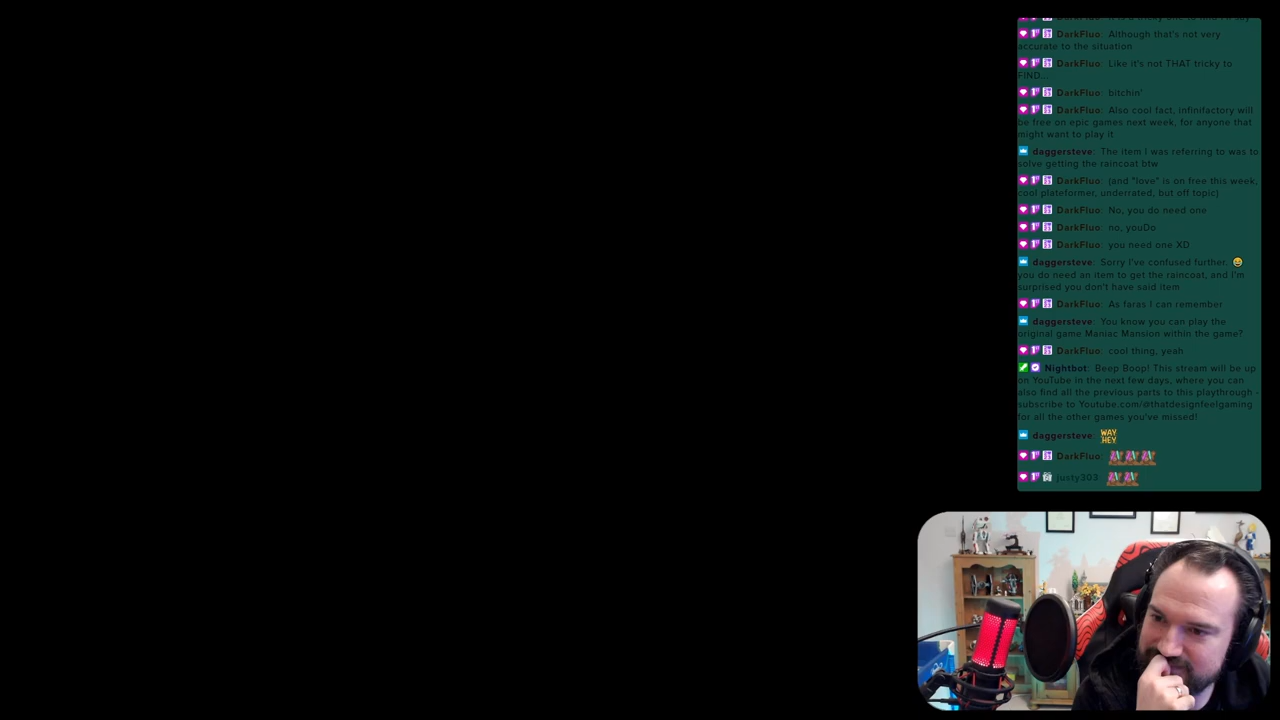 DarkFluo: Although that's not very
accurate to the situation
DarkFluo: Like it's not THAT tricky to
FIND...
DarkFluo: bitchin'
DarkFluo: Also cool fact, infinifactory will
be free on epic games next week, for anyone that
might want to play it
daggersteve: The item I was referring to was to
solve getting the raincoat btw
DarkFluo: (and "love" is on free this week,
cool plateformer, underrated, but off topic)
DarkFluo: No, you do need one
DarkFluo: no, youDo
DarkFluo: you need one XD
daggersteve: Sorry I've confused further. 😅
you do need an item to get the raincoat, and I'm
surprised you don't have said item
DarkFluo: As faras I can remember
daggersteve: You know you can play the
original game Maniac Mansion within the game?
DarkFluo: cool thing, yeah
Nightbot: Beep Boop! This stream will be up
on YouTube in the next few days, where you can
also find all the previous parts to this playthrough -
subscribe to Youtube.com/@thatdesignfeelgaming
for all the other games you've missed!
daggersteve: WAY
HEY
DarkFluo:
justy303: